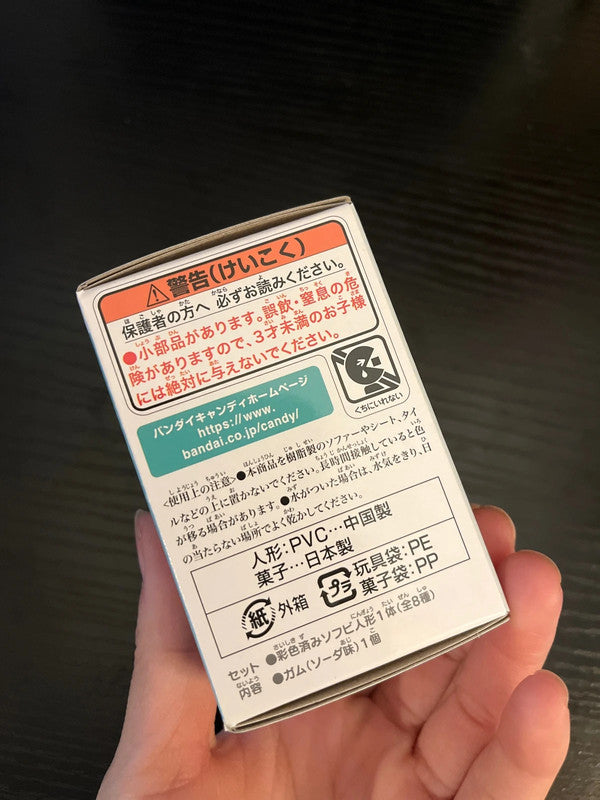 ⚠警告(けいこく)
保護者の方へ 必ずお読みください。
●小部品があります。誤飲・窒息の危
険がありますので、3才未満のお子様
には絶対に与えないでください。
くちにいれない
バンダイキャンディホームページ
https://www.
bandai.co.jp/candy/
〈使用上の注意〉●本商品を樹脂製のソファーやシート、タイ
ルなどの上に置かないでください。長時間接触していると色
が移る場合があります。●水がついた場合は、水気をきり、日
の当たらない場所でよく乾かしてください。
人形:PVC…中国製
菓子…日本製
紙 外箱
プラ 玩具袋:PE
菓子袋:PP
セット内容 ●彩色済みソフビ人形1体(全8種)
●ガム(ソーダ味)1個